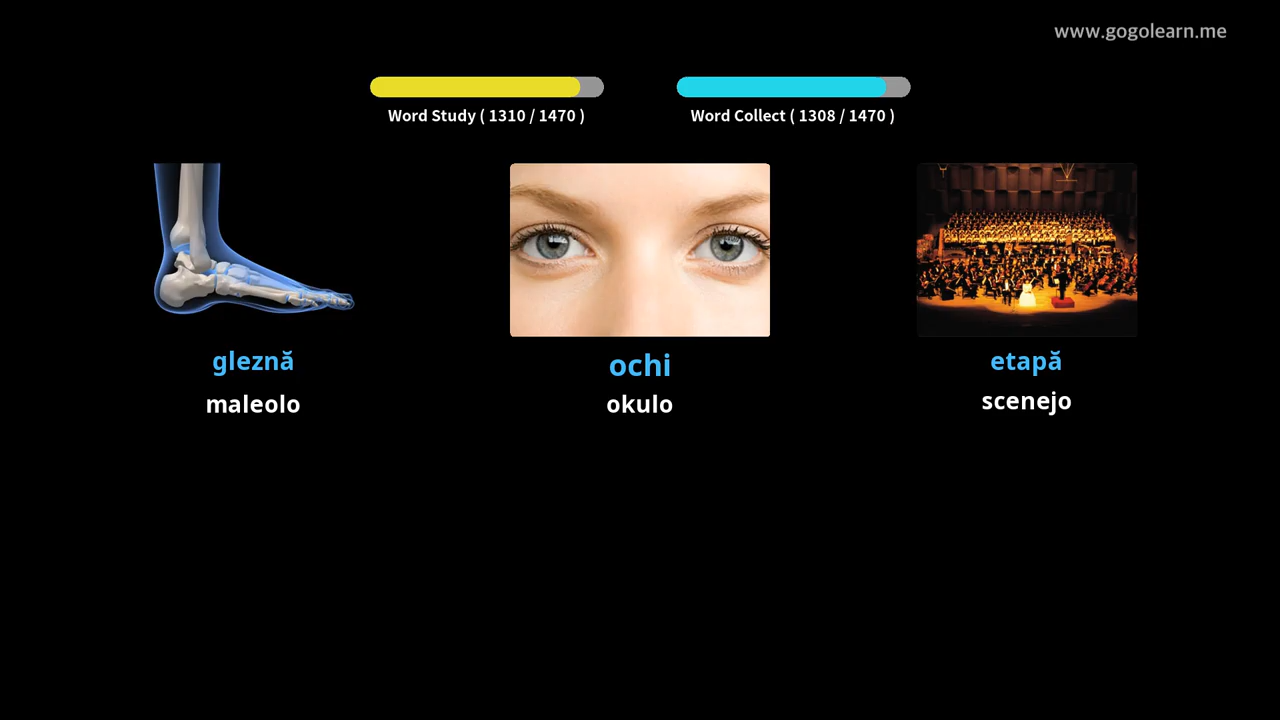 www.gogolearn.me
Word Study ( 1310 / 1470 )
Word Collect ( 1308 / 1470 )
gleznă
ochi
etapă
maleolo
okulo
scenejo